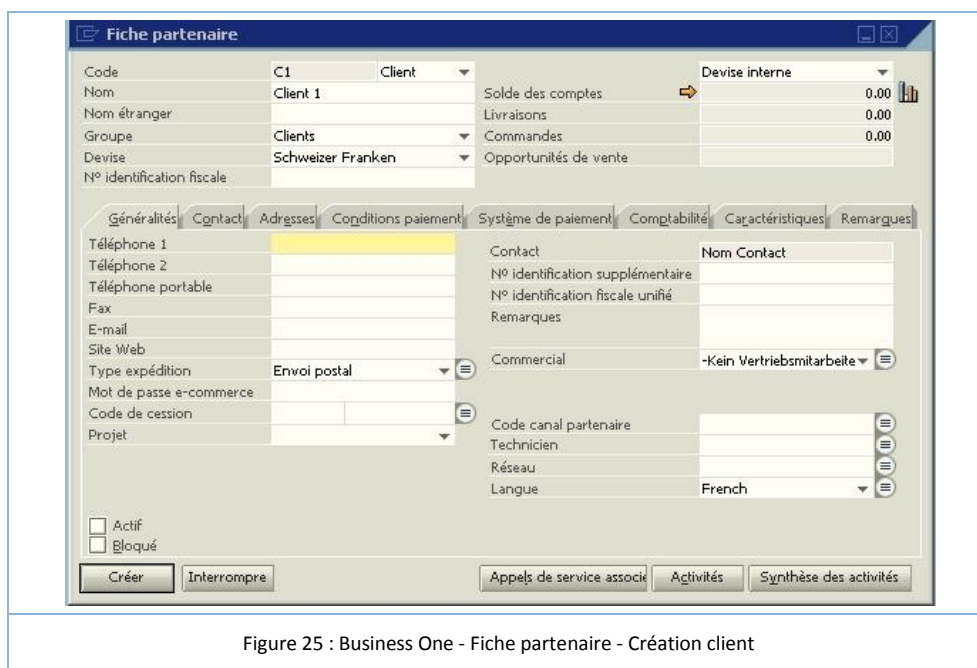 Fiche partenaire
Code C1 Client Devise interne
Nom Client 1 Solde des comptes 0.00
Nom étranger Livraisons 0.00
Groupe Clients Commandes 0.00
Devise Schweizer Franken Opportunités de vente
Nº identification fiscale
Généralités Contact Adresses Conditions paiement Système de paiement Comptabilité Caractéristiques Remarques
Téléphone 1 Contact Nom Contact
Téléphone 2 Nº identification supplémentaire
Téléphone portable Nº identification fiscale unifié
Fax Remarques
E-mail
Site Web Commercial -Kein Vertriebsmitarbeite
Type expédition Envoi postal
Mot de passe e-commerce
Code de cession Code canal partenaire
Projet Technicien
Réseau
Langue French
Actif
Bloqué
Créer Interrompre Appels de service associé Activités Synthèse des activités
Figure 25 : Business One - Fiche partenaire - Création client